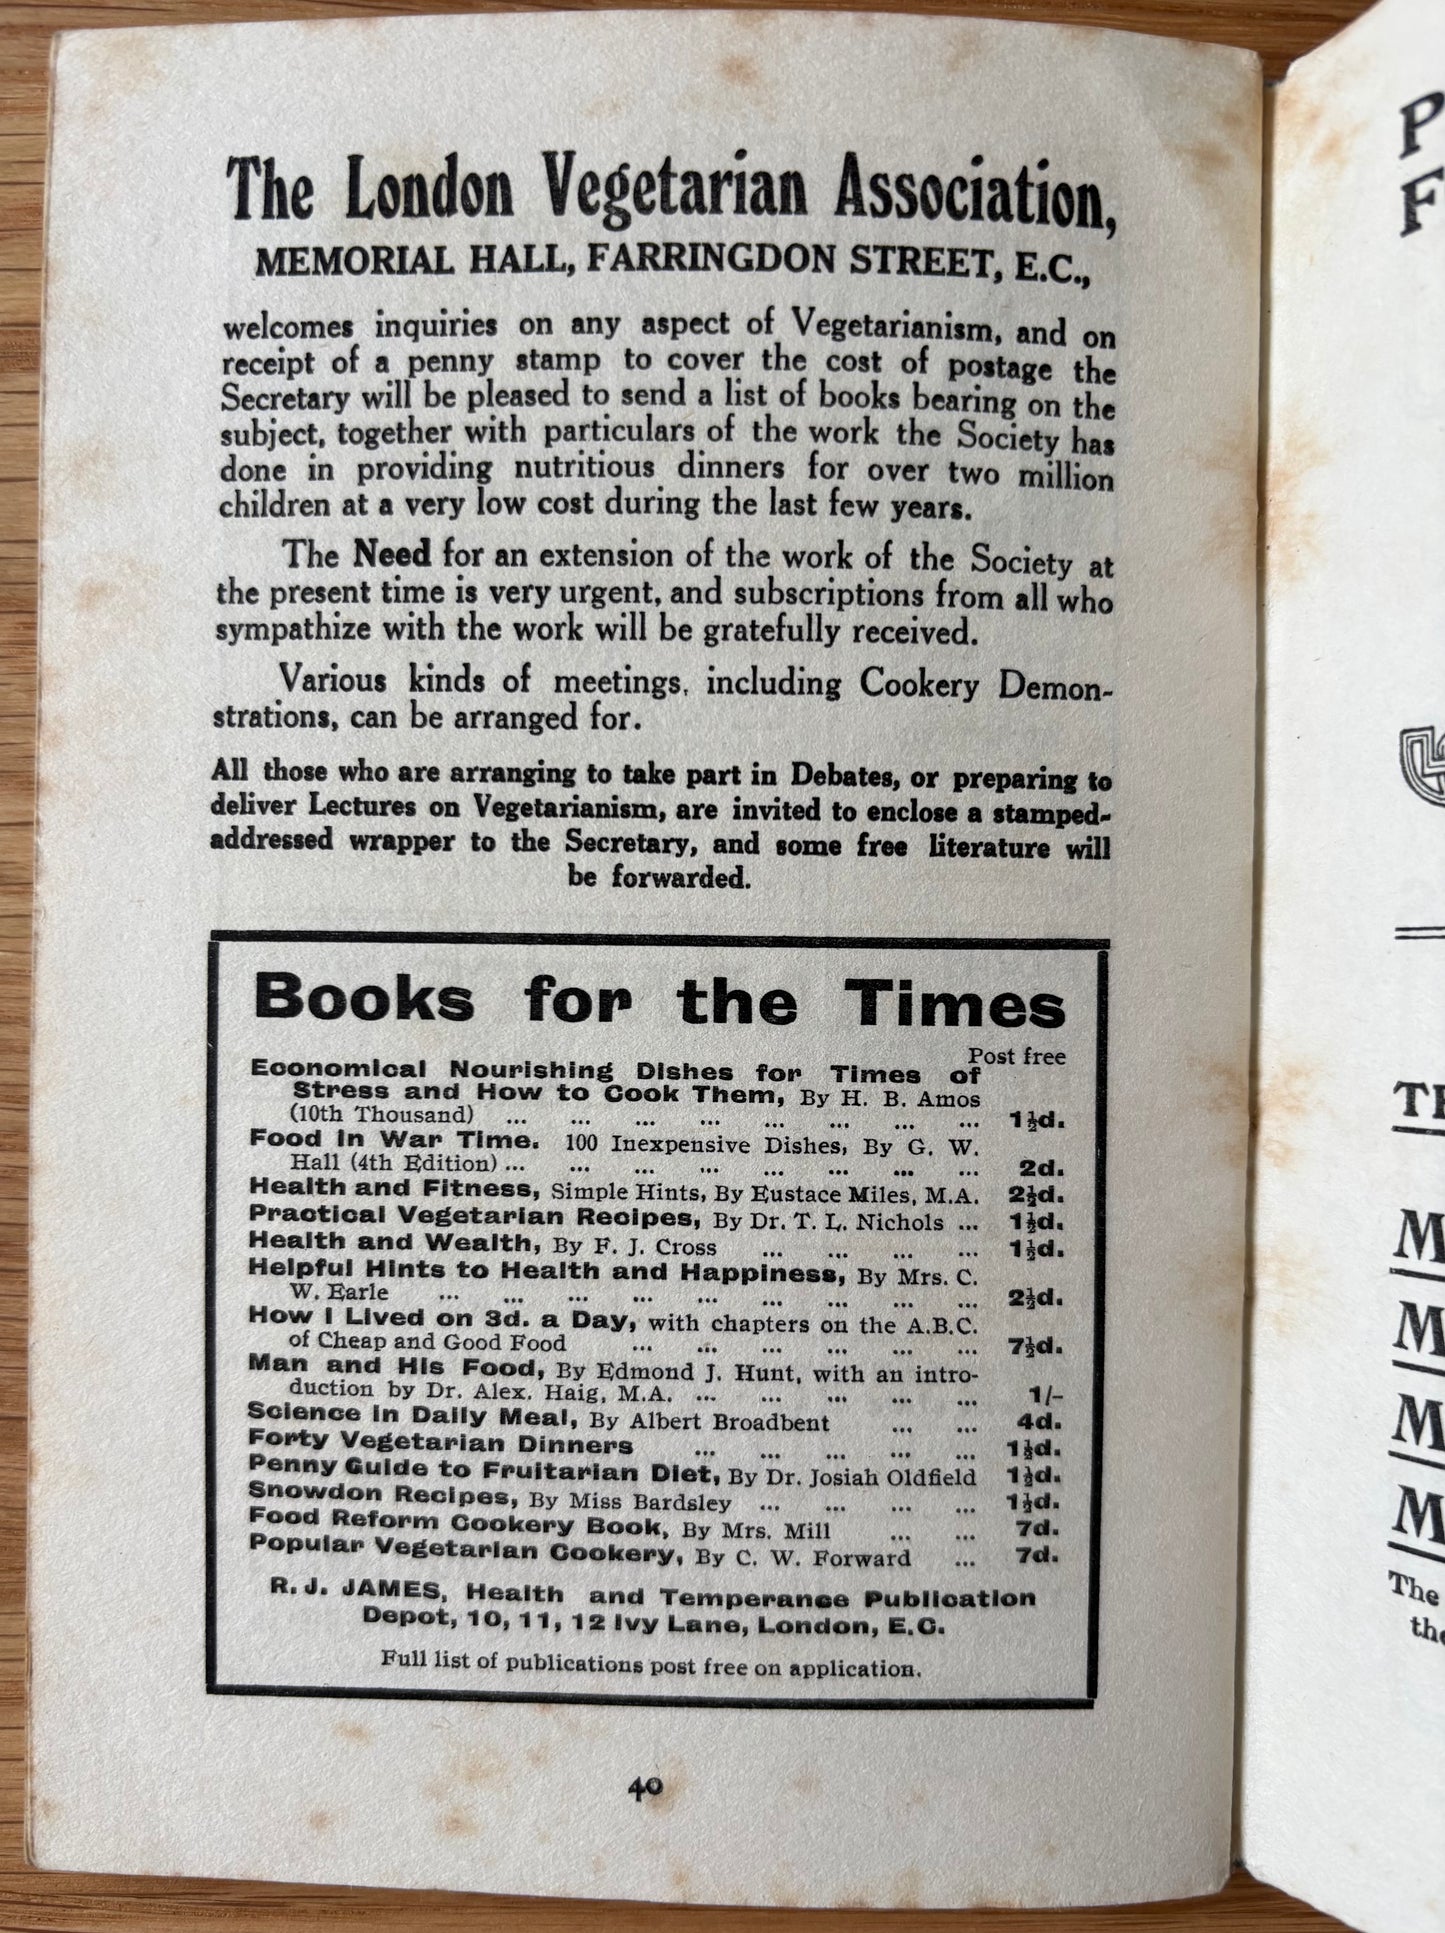 The London Vegetarian Association,
MEMORIAL HALL, FARRINGDON STREET, E.C.,
welcomes inquiries on any aspect of Vegetarianism, and on
receipt of a penny stamp to cover the cost of postage the
Secretary will be pleased to send a list of books bearing on the
subject, together with particulars of the work the Society has
done in providing nutritious dinners for over two million
children at a very low cost during the last few years.
The Need for an extension of the work of the Society at
the present time is very urgent, and subscriptions from all who
sympathize with the work will be gratefully received.
Various kinds of meetings, including Cookery Demon-
strations, can be arranged for.
All those who are arranging to take part in Debates, or preparing to
deliver Lectures on Vegetarianism, are invited to enclose a stamped-
addressed wrapper to the Secretary, and some free literature will
be forwarded.
Books for the Times
Post free
Economical Nourishing Dishes for Times of
Stress and How to Cook Them, By H. B. Amos
(10th Thousand) ... ... ... ... ... ... ... ... 1½d.
Food in War Time. 100 Inexpensive Dishes, By G. W.
Hall (4th Edition) ... ... ... ... ... ... ... ... 2d.
Health and Fitness, Simple Hints, By Eustace Miles, M.A. 2½d.
Practical Vegetarian Recipes, By Dr. T. L. Nichols ... 1½d.
Health and Wealth, By F. J. Cross ... ... ... ... 1½d.
Helpful Hints to Health and Happiness, By Mrs. C.
W. Earle ... ... ... ... ... ... ... ... ... 2½d.
How I Lived on 3d. a Day, with chapters on the A.B.C.
of Cheap and Good Food ... ... ... ... ... ... 7½d.
Man and His Food, By Edmond J. Hunt, with an intro-
duction by Dr. Alex. Haig, M.A. ... ... ... ... ... 1/-
Science in Daily Meal, By Albert Broadbent ... ... 4d.
Forty Vegetarian Dinners ... ... ... ... ... 1½d.
Penny Guide to Fruitarian Diet, By Dr. Josiah Oldfield 1½d.
Snowdon Recipes, By Miss Bardsley ... ... ... ... 1½d.
Food Reform Cookery Book, By Mrs. Mill ... ... 7d.
Popular Vegetarian Cookery, By C. W. Forward ... 7d.
R. J. JAMES, Health and Temperance Publication
Depot, 10, 11, 12 Ivy Lane, London, E.C.
Full list of publications post free on application.
40
P
F
M
M
M
M
The